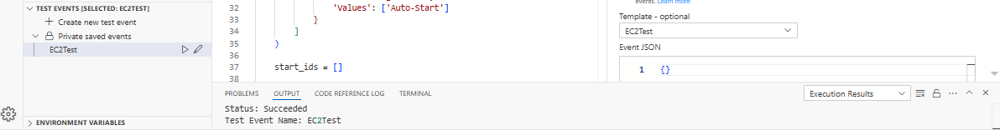 TEST EVENTS [SELECTED: EC2TEST]
Create new test event
Private saved events
EC2Test
ENVIRONMENT VARIABLES
32 'Values': ['Auto-Start']
33 }
34 ]
35 )
36
37 start_ids = []
38
events. Learn more
Template - optional
EC2Test
Event JSON
1 {}
PROBLEMS OUTPUT CODE REFERENCE LOG TERMINAL
Execution Results
Status: Succeeded
Test Event Name: EC2Test